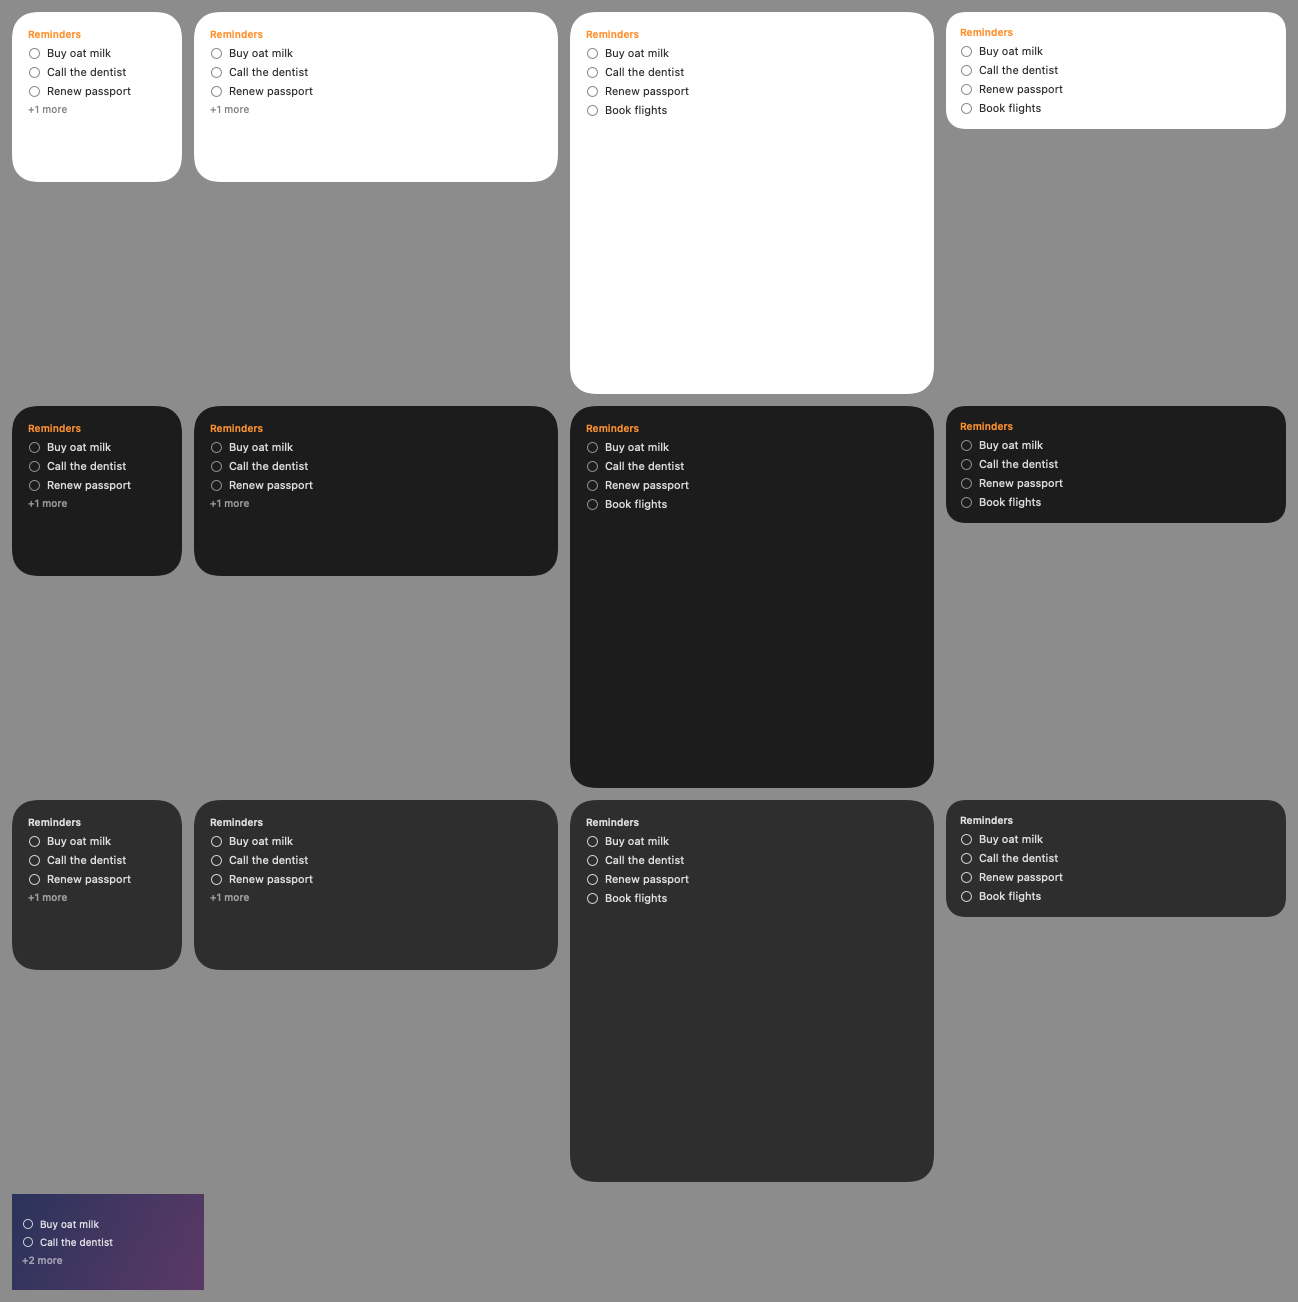 Reminders
Buy oat milk
Call the dentist
Renew passport
+1 more
Reminders
Buy oat milk
Call the dentist
Renew passport
+1 more
Reminders
Buy oat milk
Call the dentist
Renew passport
Book flights
Reminders
Buy oat milk
Call the dentist
Renew passport
Book flights
Reminders
Buy oat milk
Call the dentist
Renew passport
+1 more
Reminders
Buy oat milk
Call the dentist
Renew passport
+1 more
Reminders
Buy oat milk
Call the dentist
Renew passport
Book flights
Reminders
Buy oat milk
Call the dentist
Renew passport
Book flights
Reminders
Buy oat milk
Call the dentist
Renew passport
+1 more
Reminders
Buy oat milk
Call the dentist
Renew passport
+1 more
Reminders
Buy oat milk
Call the dentist
Renew passport
Book flights
Reminders
Buy oat milk
Call the dentist
Renew passport
Book flights
Buy oat milk
Call the dentist
+2 more